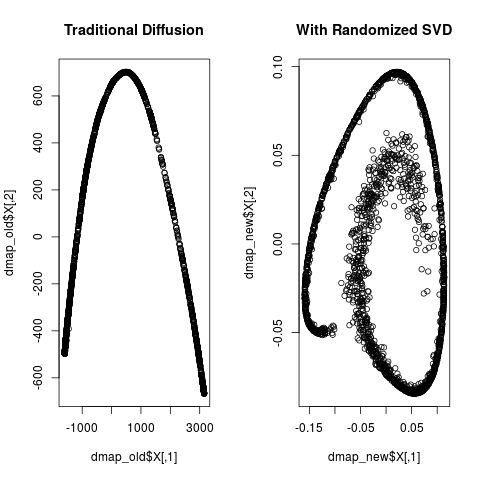 Traditional Diffusion
dmap_old$X[,2]
600
400
200
0
-200
-400
-600
-1000
1000
3000
dmap_old$X[,1]
With Randomized SVD
dmap_new$X[,2]
0.10
0.05
0.00
-0.05
-0.15
-0.05
0.05
dmap_new$X[,1]